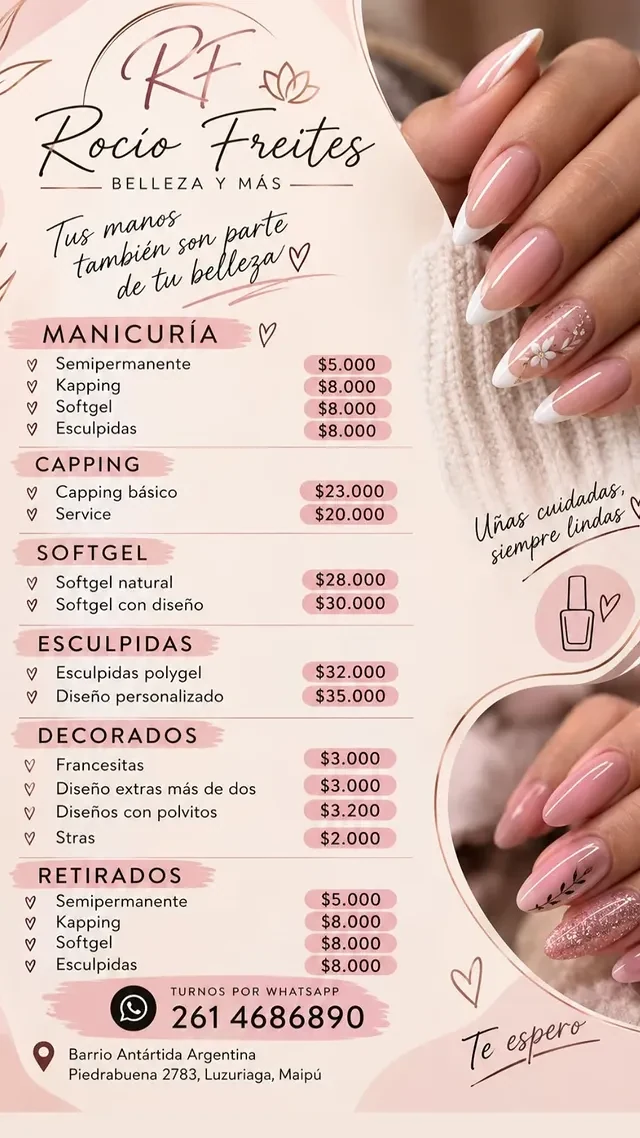 RF
Rocío Freites
BELLEZA Y MÁS
Tus manos
también son parte
de tu belleza
MANICURÍA
Semipermanente $5.000
Kapping $8.000
Softgel $8.000
Esculpidas $8.000
CAPPING
Capping básico $23.000
Service $20.000
Uñas cuidadas,
siempre lindas
SOFTGEL
Softgel natural $28.000
Softgel con diseño $30.000
ESCULPIDAS
Esculpidas polygel $32.000
Diseño personalizado $35.000
DECORADOS
Francesitas $3.000
Diseño extras más de dos $3.000
Diseños con polvitos $3.200
Stras $2.000
RETIRADOS
Semipermanente $5.000
Kapping $8.000
Softgel $8.000
Esculpidas $8.000
TURNOS POR WHATSAPP
261 4686890
Te espero
Barrio Antártida Argentina
Piedrabuena 2783, Luzuriaga, Maipú